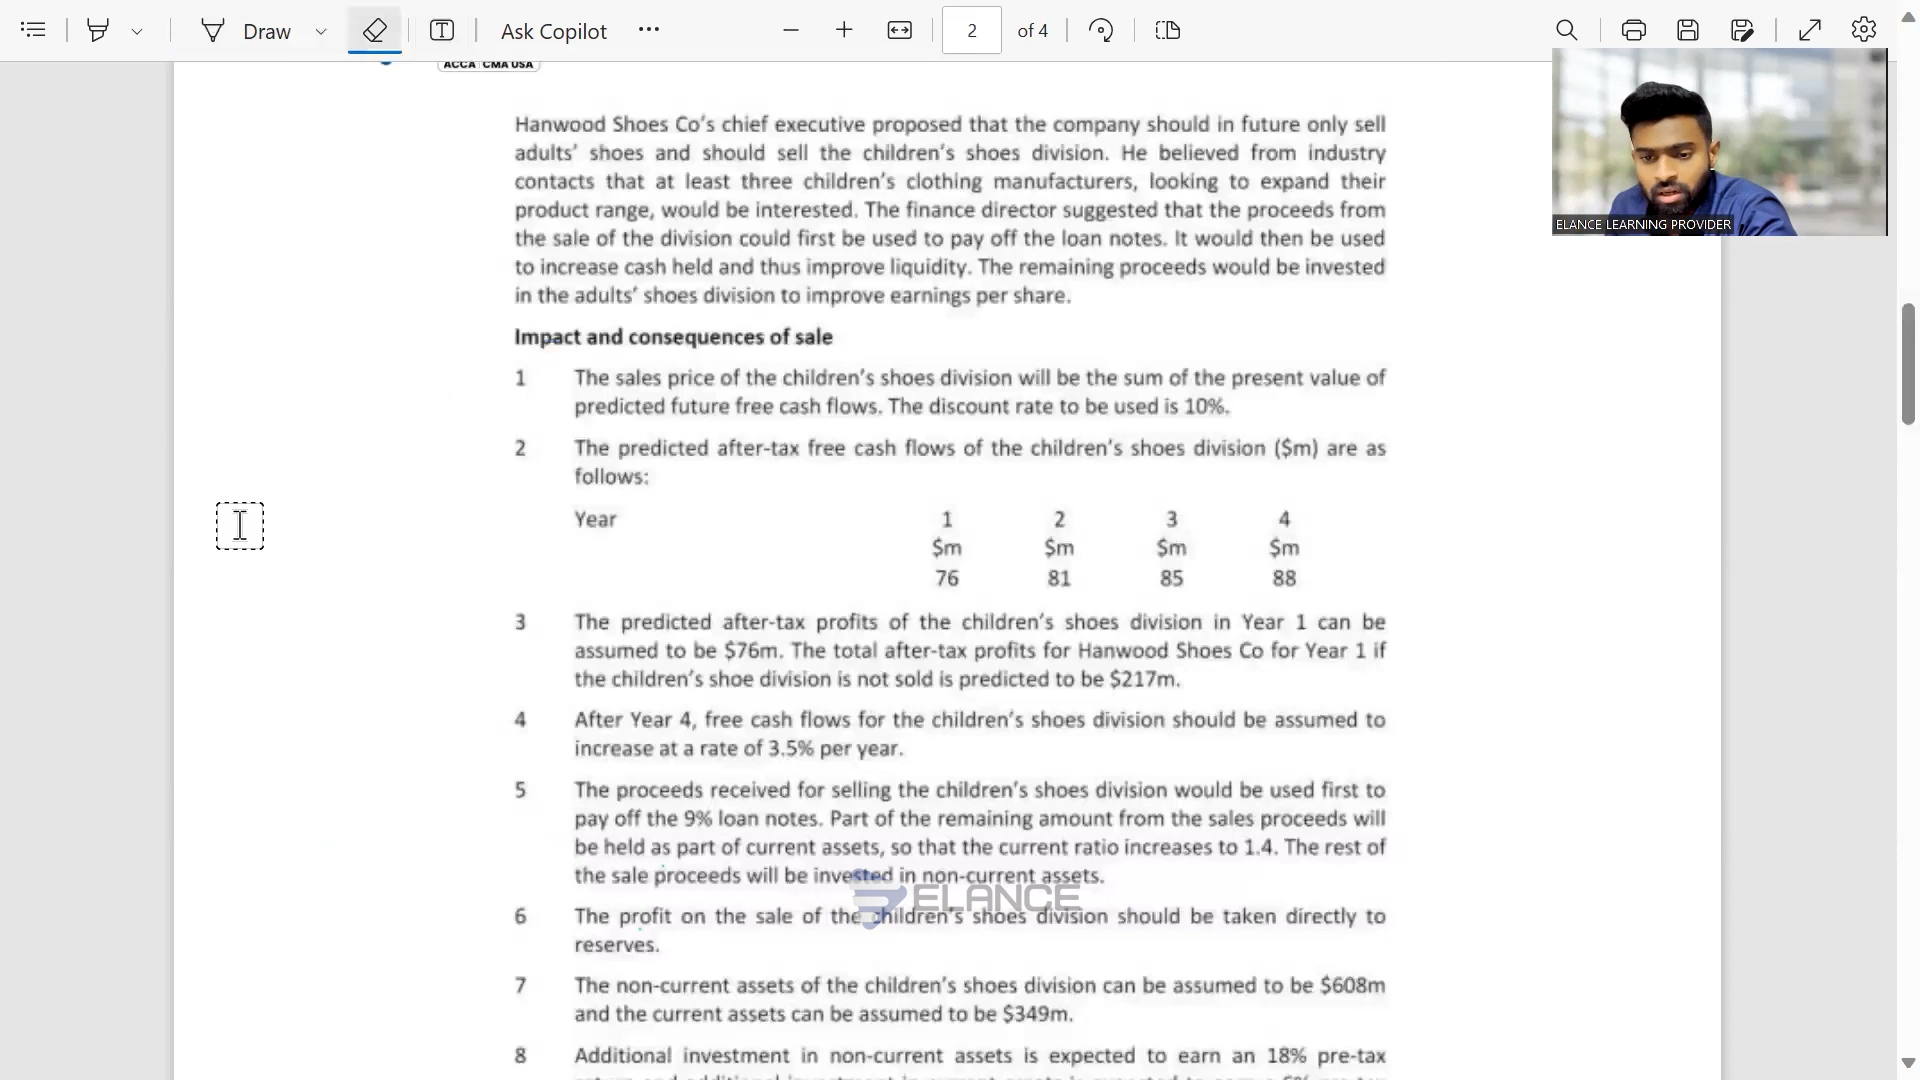 Draw
Ask Copilot
2 of 4
ACCA CMA USA
ELANCE LEARNING PROVIDER
Hanwood Shoes Co's chief executive proposed that the company should in future only sell
adults' shoes and should sell the children's shoes division. He believed from industry
contacts that at least three children's clothing manufacturers, looking to expand their
product range, would be interested. The finance director suggested that the proceeds from
the sale of the division could first be used to pay off the loan notes. It would then be used
to increase cash held and thus improve liquidity. The remaining proceeds would be invested
in the adults' shoes division to improve earnings per share.
Impact and consequences of sale
1 The sales price of the children's shoes division will be the sum of the present value of
predicted future free cash flows. The discount rate to be used is 10%.
2 The predicted after-tax free cash flows of the children's shoes division ($m) are as
follows:
Year 1 2 3 4
$m $m $m $m
76 81 85 88
3 The predicted after-tax profits of the children's shoes division in Year 1 can be
assumed to be $76m. The total after-tax profits for Hanwood Shoes Co for Year 1 if
the children's shoe division is not sold is predicted to be $217m.
4 After Year 4, free cash flows for the children's shoes division should be assumed to
increase at a rate of 3.5% per year.
5 The proceeds received for selling the children's shoes division would be used first to
pay off the 9% loan notes. Part of the remaining amount from the sales proceeds will
be held as part of current assets, so that the current ratio increases to 1.4. The rest of
the sale proceeds will be invested in non-current assets.
ELANCE
6 The profit on the sale of the children's shoes division should be taken directly to
reserves.
7 The non-current assets of the children's shoes division can be assumed to be $608m
and the current assets can be assumed to be $349m.
8 Additional investment in non-current assets is expected to earn an 18% pre-tax